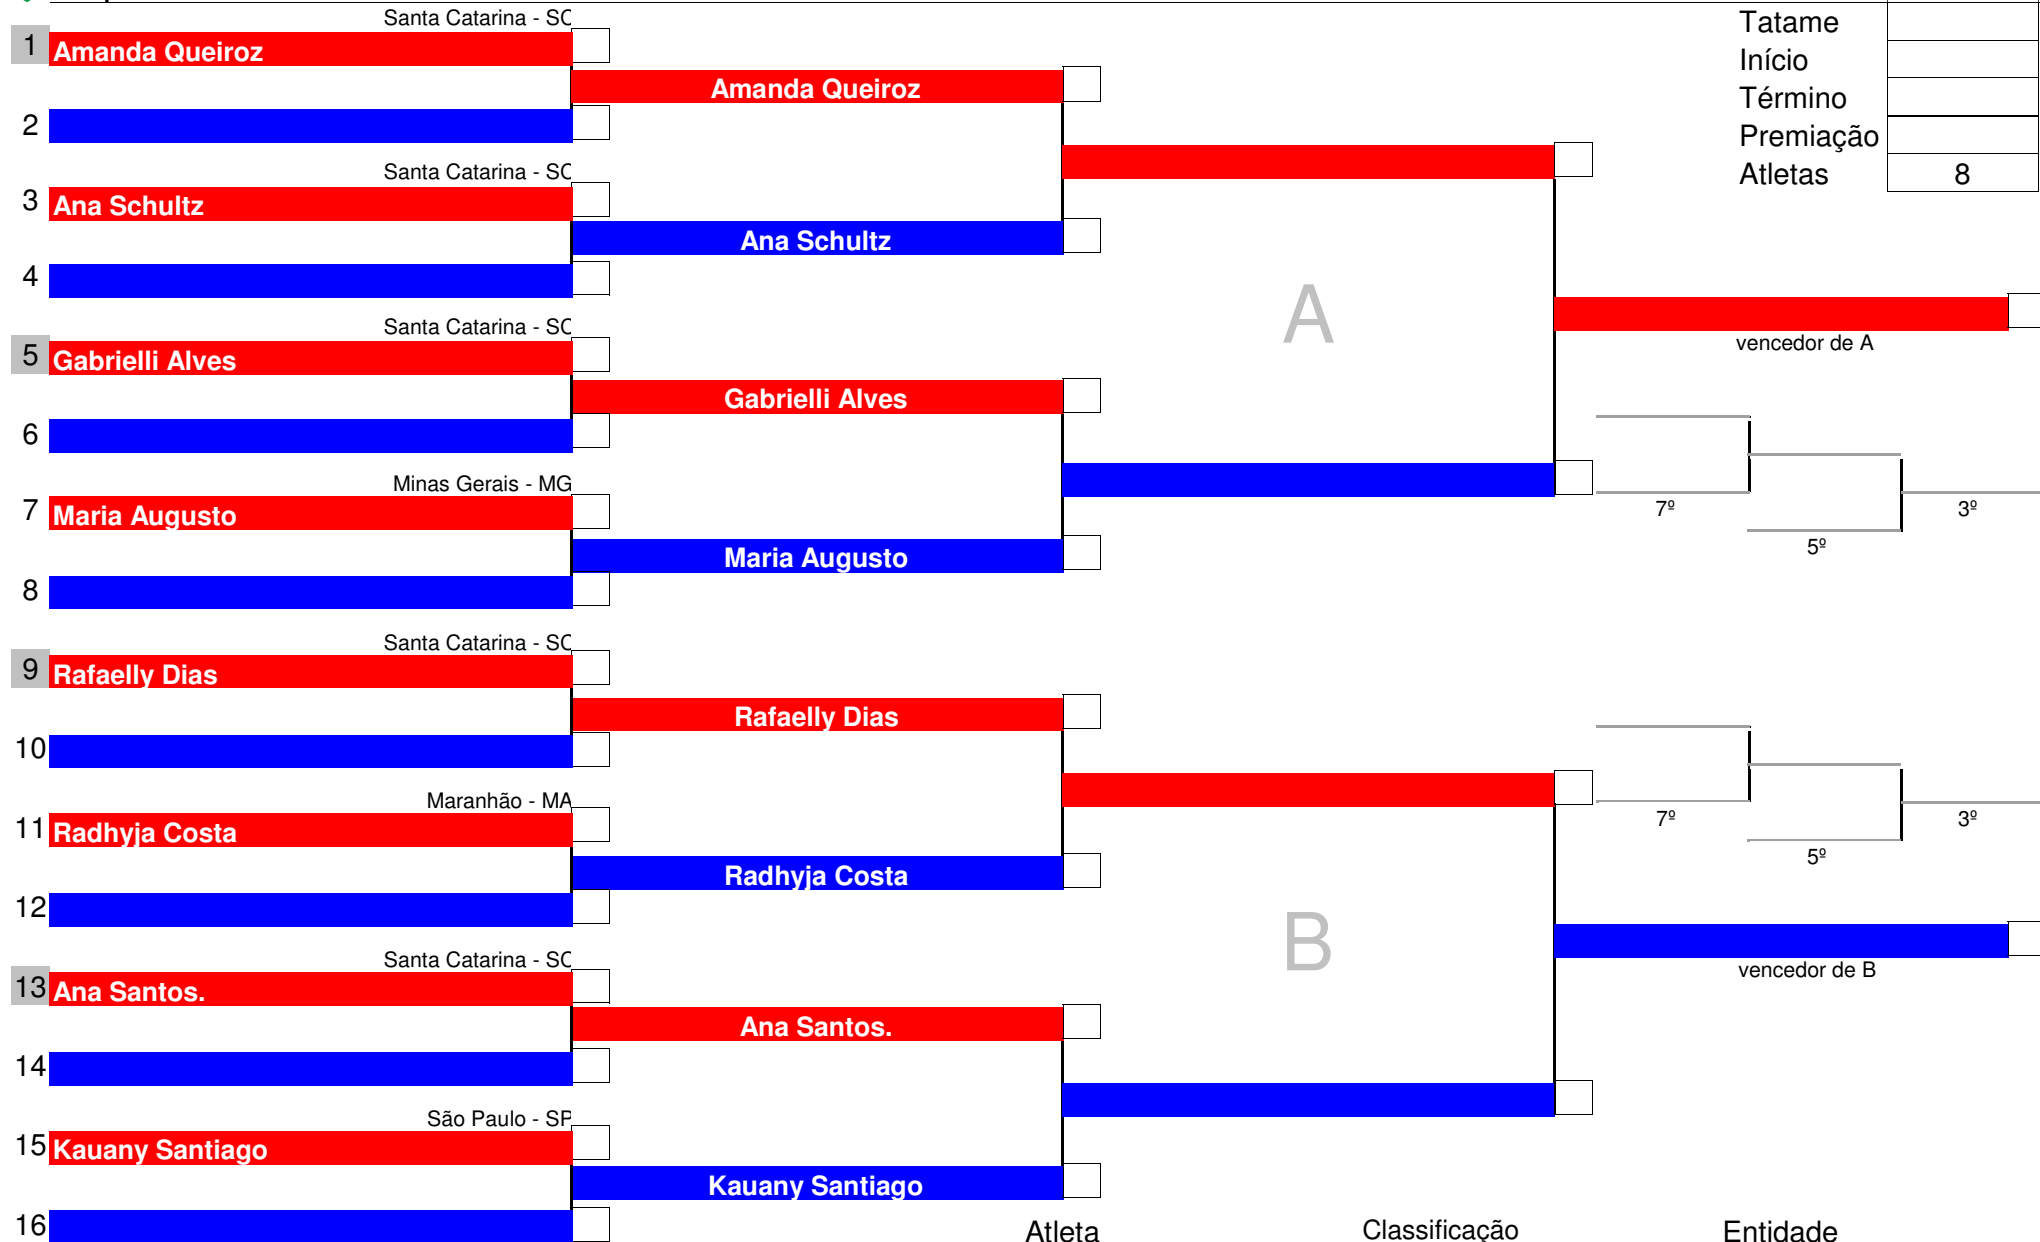 Santa Catarina - SC
1 Amanda Queiroz
Amanda Queiroz
2
Santa Catarina - SC
3 Ana Schultz
Ana Schultz
4
Santa Catarina - SC
5 Gabrielli Alves
Gabrielli Alves
6
Minas Gerais - MG
7 Maria Augusto
Maria Augusto
8
Santa Catarina - SC
9 Rafaelly Dias
Rafaelly Dias
10
Maranhão - MA
11 Radhyja Costa
Radhyja Costa
12
Santa Catarina - SC
13 Ana Santos.
Ana Santos.
14
São Paulo - SP
15 Kauany Santiago
Kauany Santiago
16
A
B
Tatame
Início
Término
Premiação
Atletas 8
vencedor de A
7º
5º
3º
7º
5º
3º
vencedor de B
Atleta Classificação Entidade